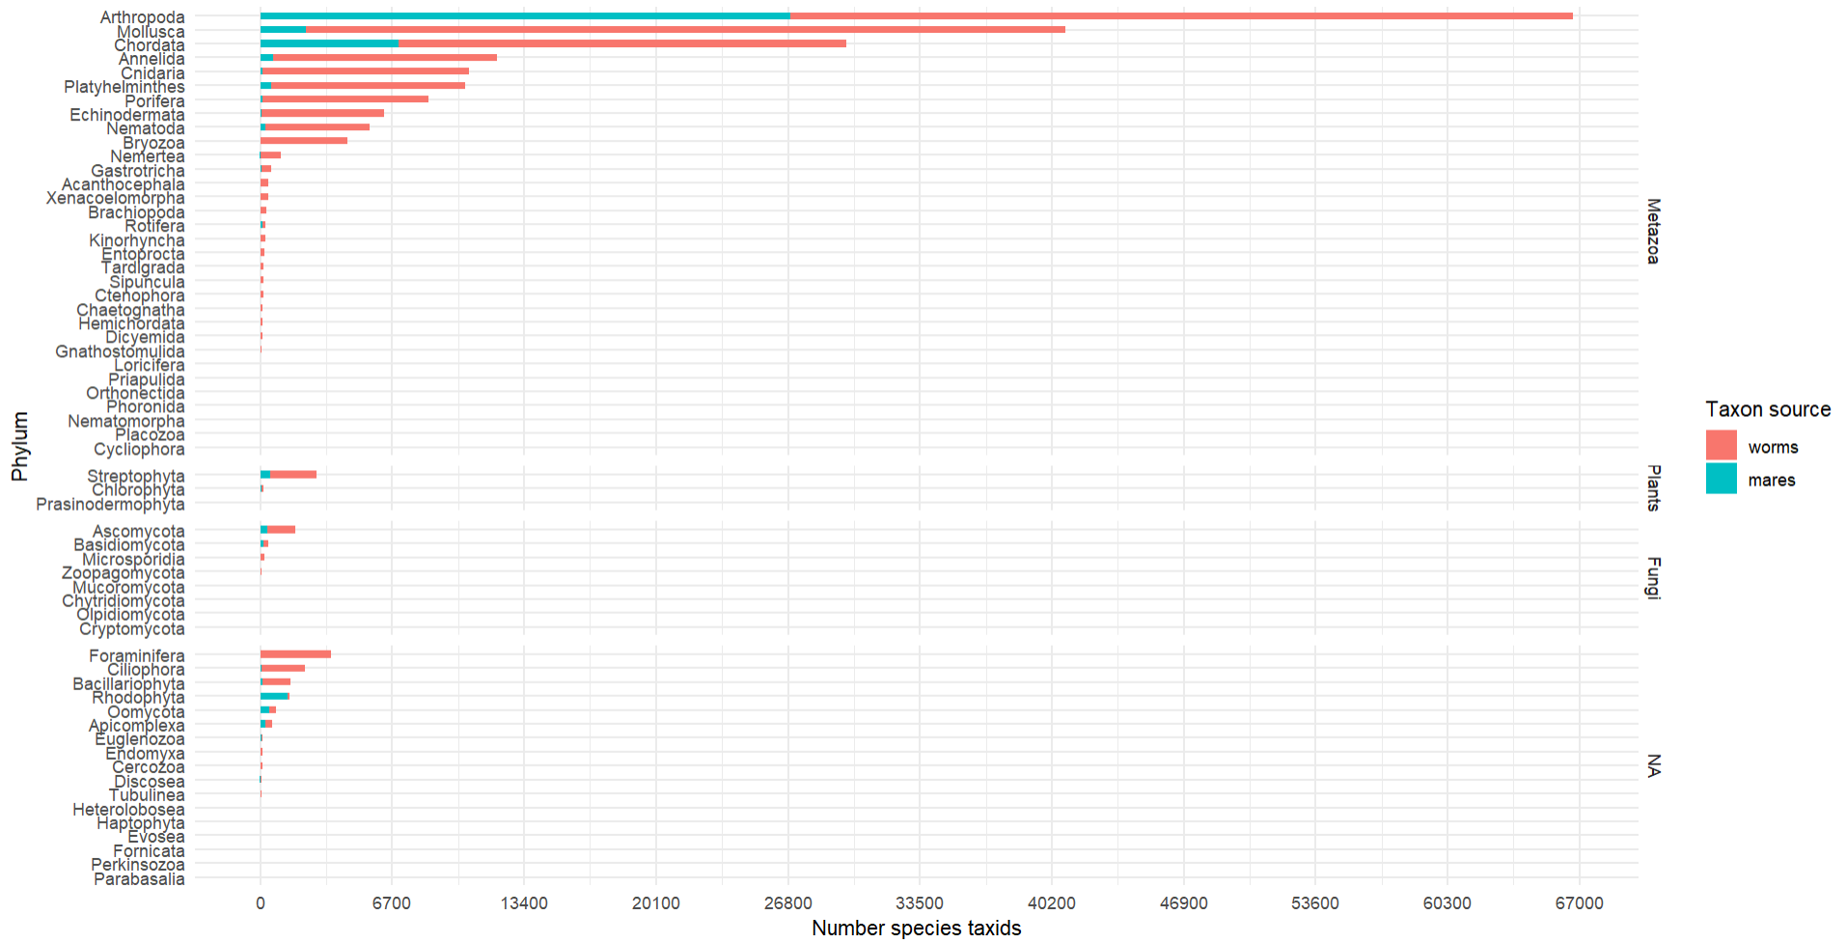 Phylum
Arthropoda
Mollusca
Chordata
Annelida
Cnidaria
Platyhelminthes
Porifera
Echinodermata
Nematoda
Bryozoa
Nemertea
Gastrotricha
Acanthocephala
Xenacoelomorpha
Brachiopoda
Rotifera
Kinorhyncha
Entoprocta
Tardigrada
Sipuncula
Ctenophora
Chaetognatha
Hemichordata
Dicyemida
Gnathostomulida
Loricifera
Priapulida
Orthonectida
Phoronida
Nematomorpha
Placozoa
Cycliophora
Metazoa
Streptophyta
Chlorophyta
Prasinodermophyta
Plants
Ascomycota
Basidiomycota
Microsporidia
Zoopagomycota
Mucoromycota
Chytridiomycota
Olpidiomycota
Cryptomycota
Fungi
Foraminifera
Ciliophora
Bacillariophyta
Rhodophyta
Oomycota
Apicomplexa
Euglenozoa
Endomyxa
Cercozoa
Discosea
Tubulinea
Heterolobosea
Haptophyta
Evosea
Fornicata
Perkinsozoa
Parabasalia
NA
0 6700 13400 20100 26800 33500 40200 46900 53600 60300 67000
Number species taxids
Taxon source
worms
mares